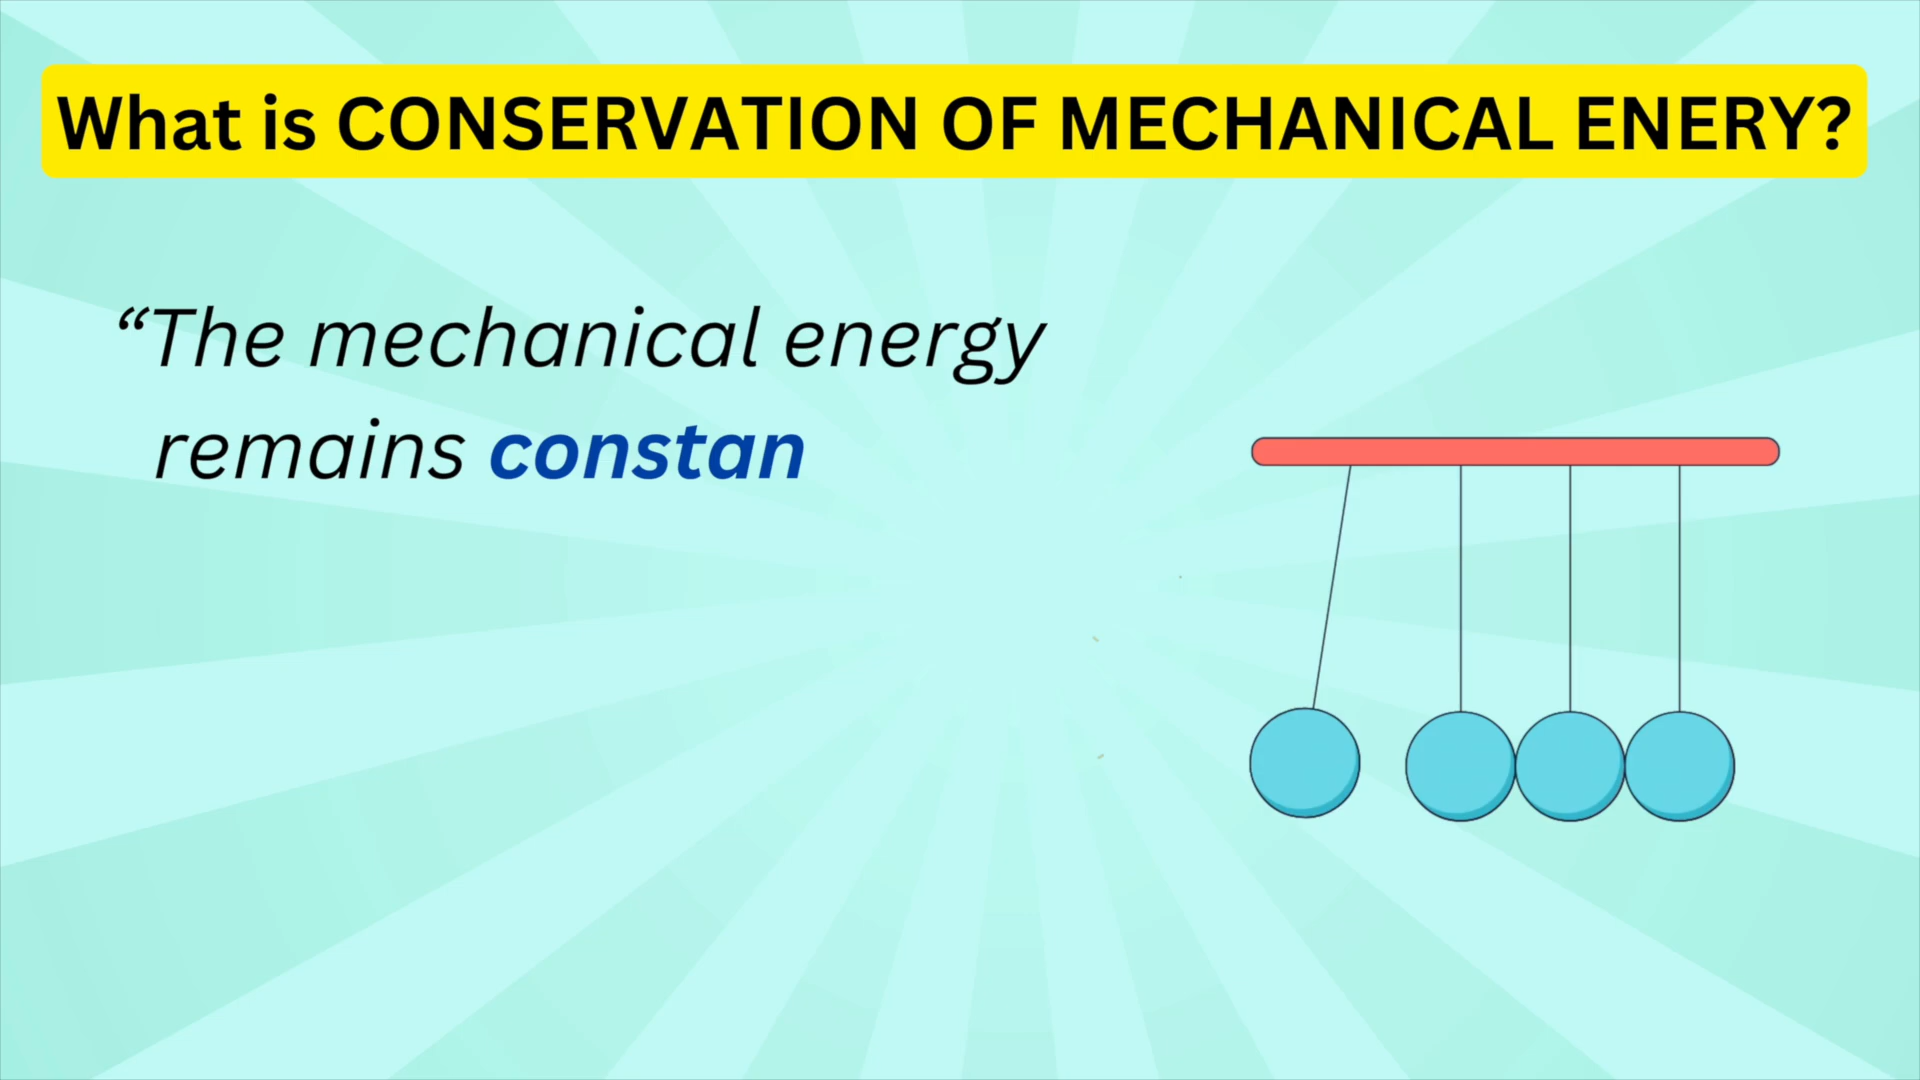 What is CONSERVATION OF MECHANICAL ENERY?
“The mechanical energy
remains constan